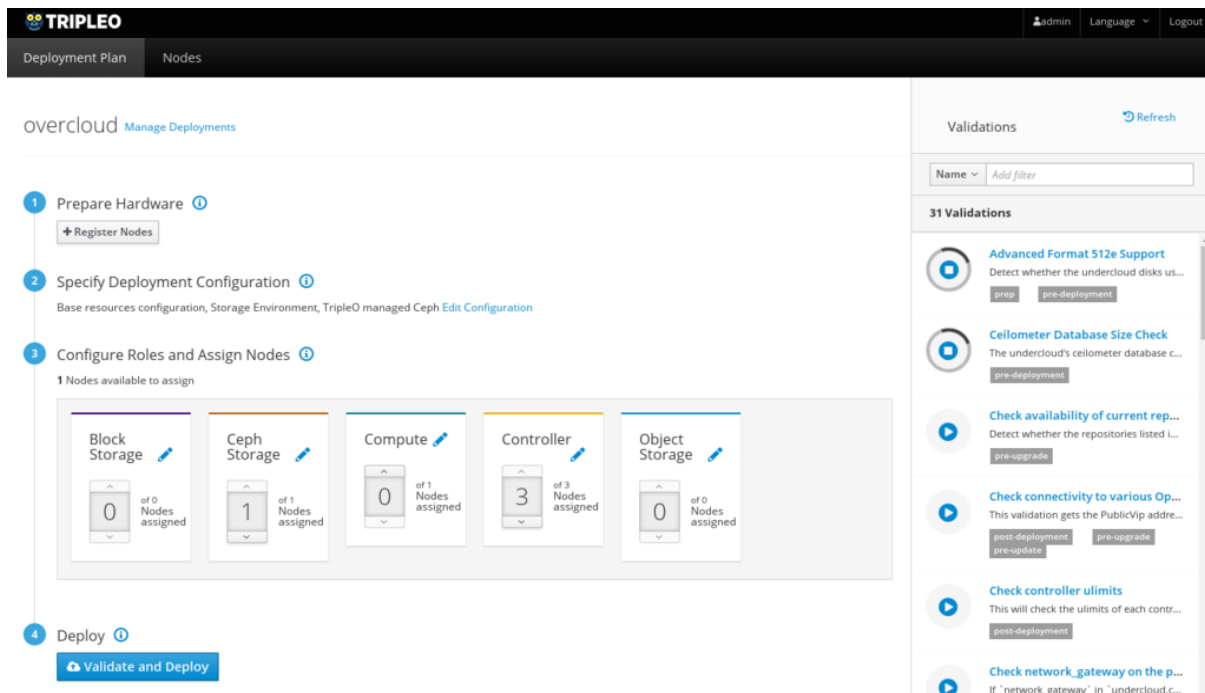 TRIPLEO
admin Language Logout
Deployment Plan Nodes
overcloud Manage Deployments
1 Prepare Hardware
+ Register Nodes
2 Specify Deployment Configuration
Base resources configuration, Storage Environment, TripleO managed Ceph Edit Configuration
3 Configure Roles and Assign Nodes
1 Nodes available to assign
Block
Storage
0
of 0
Nodes
assigned
Ceph
Storage
1
of 1
Nodes
assigned
Compute
0
of 1
Nodes
assigned
Controller
3
of 3
Nodes
assigned
Object
Storage
0
of 0
Nodes
assigned
4 Deploy
Validate and Deploy
Validations Refresh
Name Add filter
31 Validations
Advanced Format 512e Support
Detect whether the undercloud disks us...
prep pre-deployment
Ceilometer Database Size Check
The undercloud's ceilometer database c...
pre-deployment
Check availability of current rep...
Detect whether the repositories listed i...
pre-upgrade
Check connectivity to various Op...
This validation gets the PublicVip addre...
post-deployment pre-upgrade
pre-update
Check controller ulimits
This will check the ulimits of each contr...
post-deployment
Check network_gateway on the p...
If `network_gateway` in `undercloud.c...